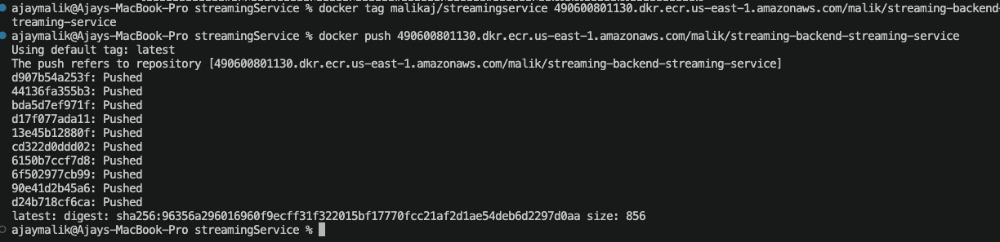 ajaymalik@Ajays-MacBook-Pro streamingService % docker tag malikaj/streamingservice 490600801130.dkr.ecr.us-east-1.amazonaws.com/malik/streaming-backend-s
treaming-service
ajaymalik@Ajays-MacBook-Pro streamingService % docker push 490600801130.dkr.ecr.us-east-1.amazonaws.com/malik/streaming-backend-streaming-service
Using default tag: latest
The push refers to repository [490600801130.dkr.ecr.us-east-1.amazonaws.com/malik/streaming-backend-streaming-service]
d907b54a253f: Pushed
44136fa355b3: Pushed
bda5d7ef971f: Pushed
d17f077ada11: Pushed
13e45b12880f: Pushed
cd322d0ddd02: Pushed
6150b7ccf7d8: Pushed
6f502977cb99: Pushed
90e41d2b45a6: Pushed
d24b718cf6ca: Pushed
latest: digest: sha256:96356a296016960f9ecff31f322015bf17770fcc21af2d1ae54deb6d2297d0aa size: 856
ajaymalik@Ajays-MacBook-Pro streamingService %